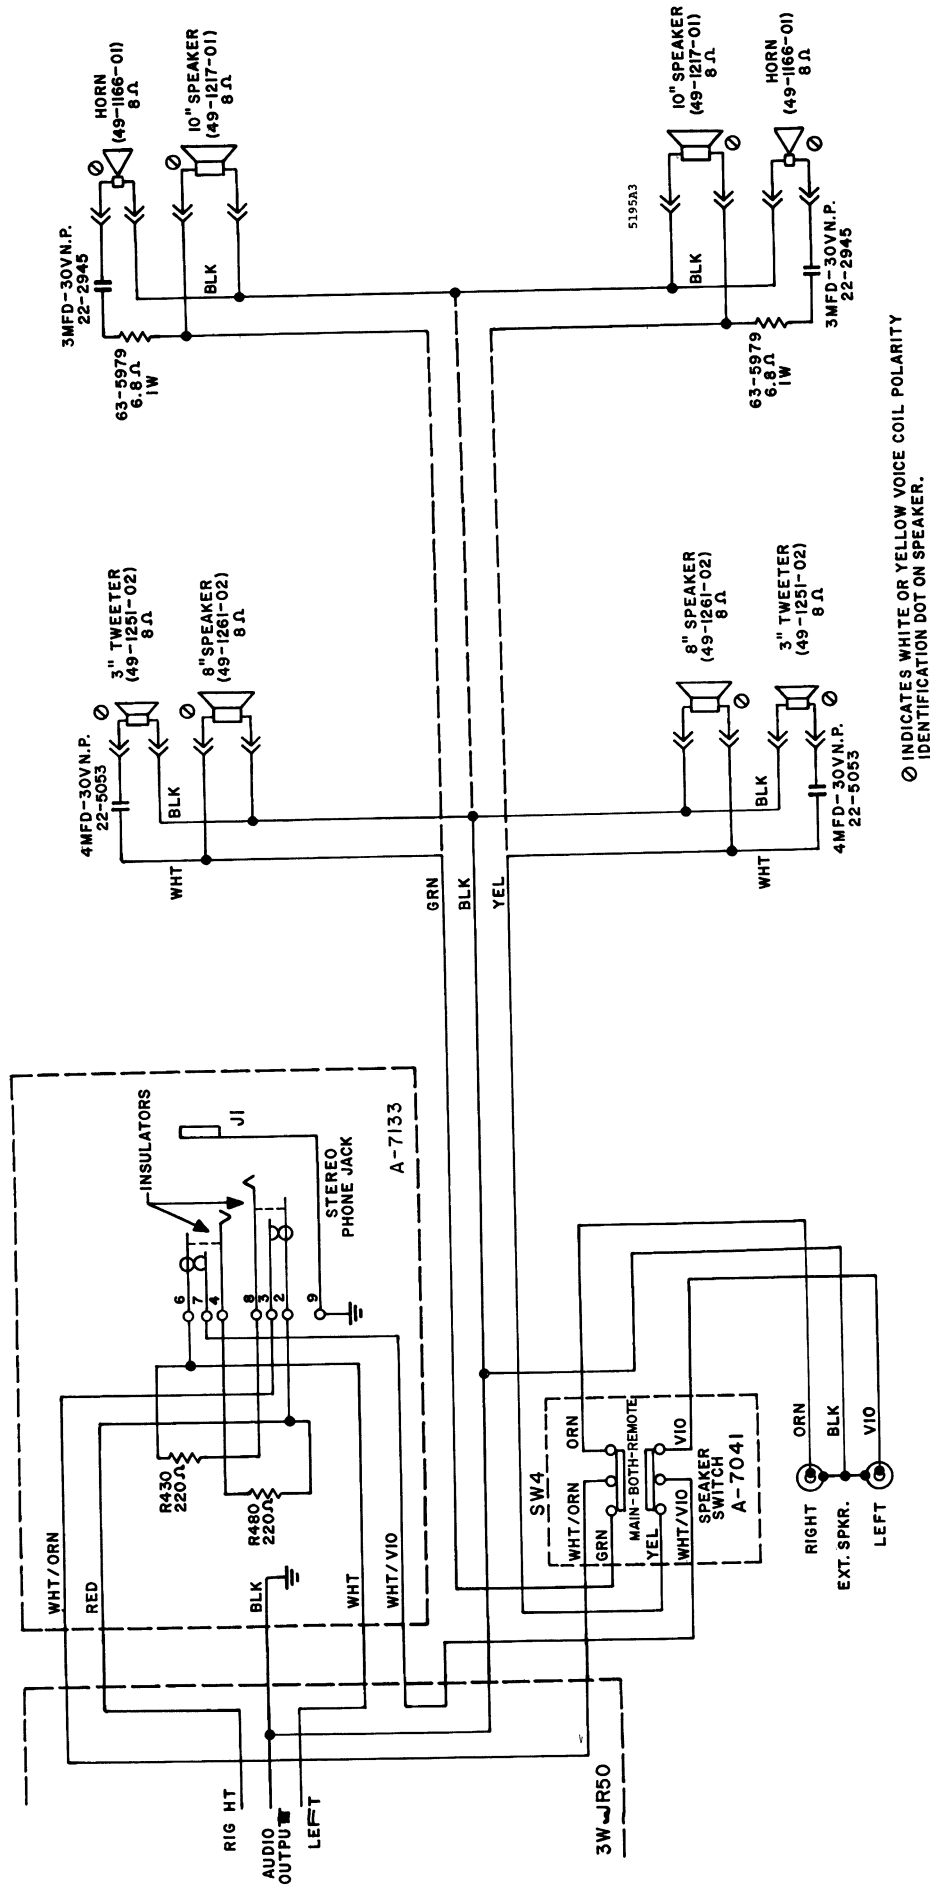 HORN
(49-1166-01)
8 Ω
10" SPEAKER
(49-1217-01)
8 Ω
10" SPEAKER
(49-1217-01)
8 Ω
HORN
(49-1166-01)
8 Ω
3MFD-30VN.P.
22-2945
63-5979
6.8 Ω
1W
BLK
5195A3
BLK
63-5979
6.8 Ω
1W
3MFD-30VN.P.
22-2945
3" TWEETER
(49-1251-02)
8 Ω
8" SPEAKER
(49-1261-02)
8 Ω
8" SPEAKER
(49-1261-02)
8 Ω
3" TWEETER
(49-1251-02)
8 Ω
4MFD-30VN.P.
22-5053
BLK
WHT
BLK
WHT
4MFD-30VN.P.
22-5053
GRN
BLK
YEL
⊘ INDICATES WHITE OR YELLOW VOICE COIL POLARITY
IDENTIFICATION DOT ON SPEAKER.
INSULATORS
J1
STEREO
PHONE JACK
A-7133
6
7
4
8
3
2
9
R430
220Ω
R480
220Ω
WHT/ORN
RED
BLK
WHT
WHT/VIO
SW4
ORN
WHT/ORN
GRN
MAIN-BOTH-REMOTE
YEL
VIO
WHT/VIO
SPEAKER
SWITCH
A-7041
ORN
BLK
VIO
RIGHT
EXT. SPKR.
LEFT
RIG HT
AUDIO
OUTPUT
LEFT
3W-JR50